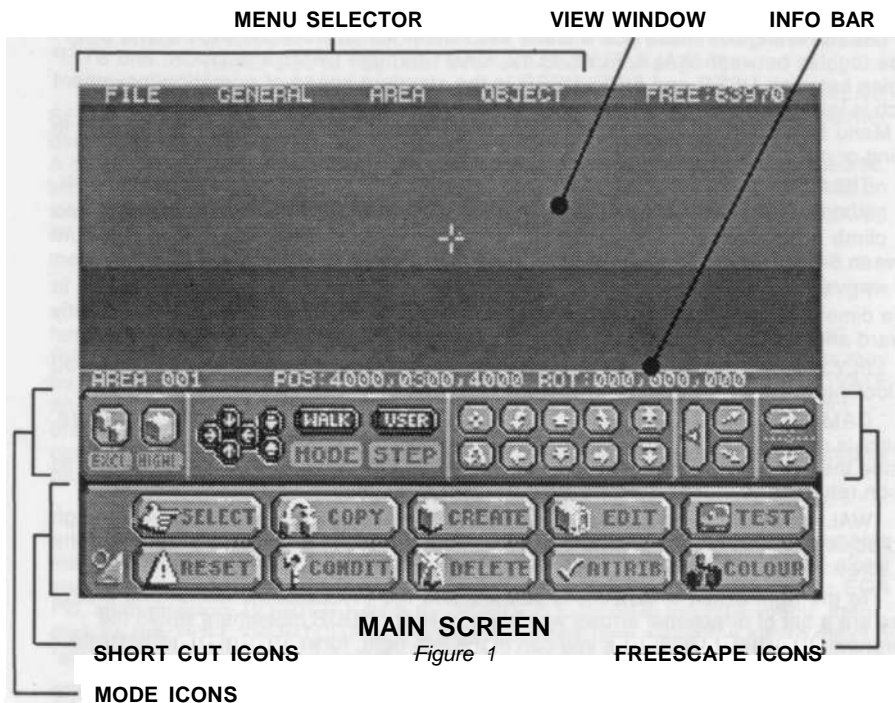 MENU SELECTOR VIEW WINDOW INFO BAR
FILE GENERAL AREA OBJECT FREE:63970
AREA 001 POS:4000,0300,4000 ROT:000,000,000
WALK USER
EXCL HIGHL MODE STEP
SELECT COPY CREATE EDIT TEST
RESET CONDIT DELETE ATTRIB COLOUR
MAIN SCREEN
SHORT CUT ICONS Figure 1 FREESCAPE ICONS
MODE ICONS